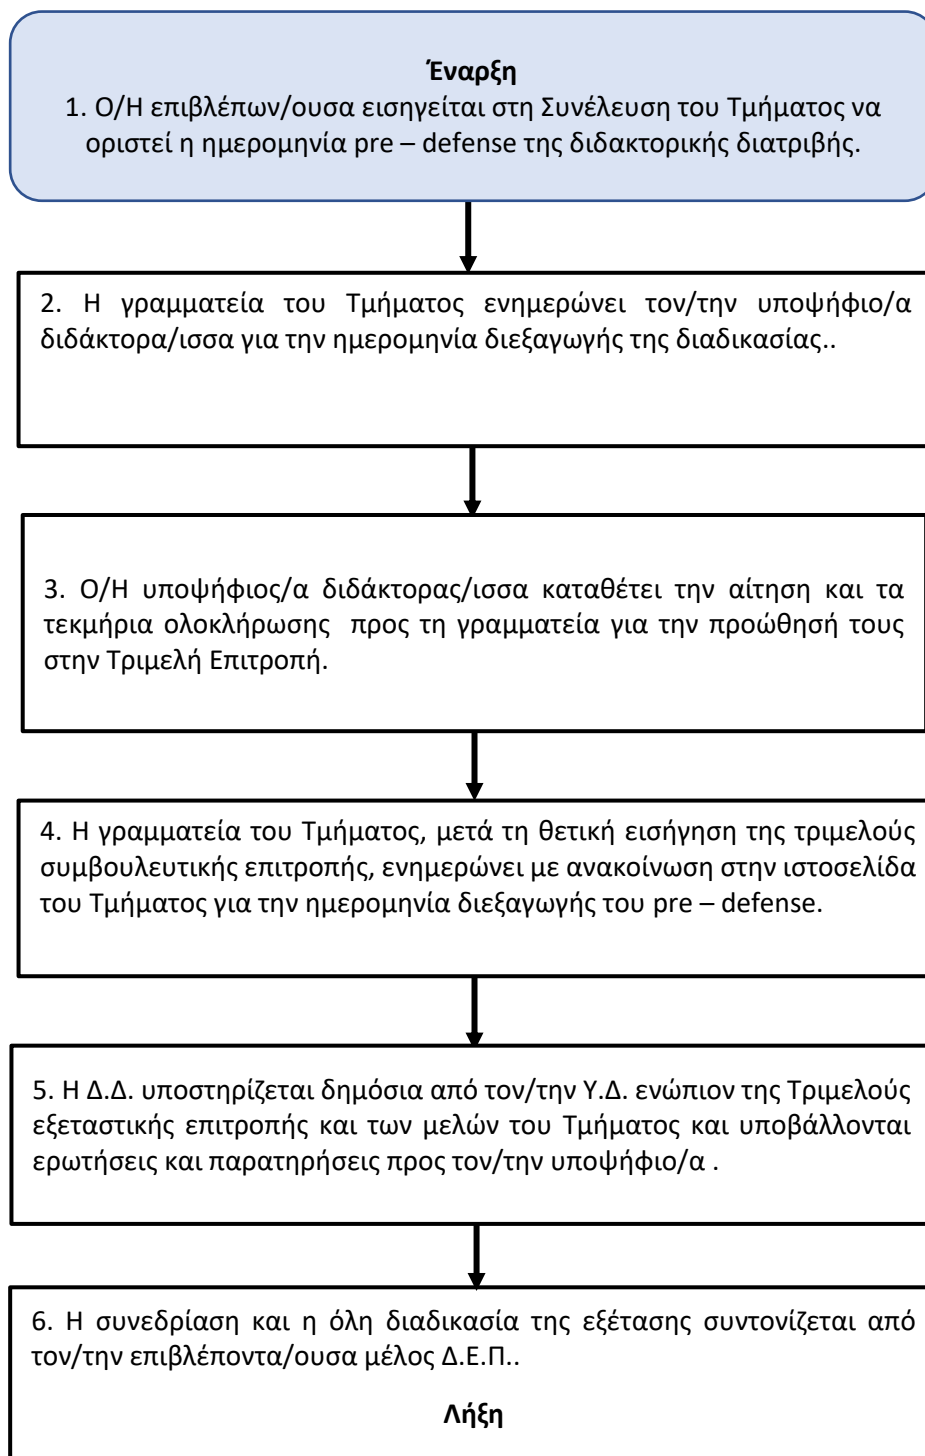 Έναρξη
1. Ο/Η επιβλέπων/ουσα εισηγείται στη Συνέλευση του Τμήματος να
οριστεί η ημερομηνία pre – defense της διδακτορικής διατριβής.
2. Η γραμματεία του Τμήματος ενημερώνει τον/την υποψήφιο/α
διδάκτορα/ισσα για την ημερομηνία διεξαγωγής της διαδικασίας..
3. Ο/Η υποψήφιος/α διδάκτορας/ισσα καταθέτει την αίτηση και τα
τεκμήρια ολοκλήρωσης προς τη γραμματεία για την προώθησή τους
στην Τριμελή Επιτροπή.
4. Η γραμματεία του Τμήματος, μετά τη θετική εισήγηση της τριμελούς
συμβουλευτικής επιτροπής, ενημερώνει με ανακοίνωση στην ιστοσελίδα
του Τμήματος για την ημερομηνία διεξαγωγής του pre – defense.
5. Η Δ.Δ. υποστηρίζεται δημόσια από τον/την Υ.Δ. ενώπιον της Τριμελούς
εξεταστικής επιτροπής και των μελών του Τμήματος και υποβάλλονται
ερωτήσεις και παρατηρήσεις προς τον/την υποψήφιο/α .
6. Η συνεδρίαση και η όλη διαδικασία της εξέτασης συντονίζεται από
τον/την επιβλέποντα/ουσα μέλος Δ.Ε.Π..
Λήξη